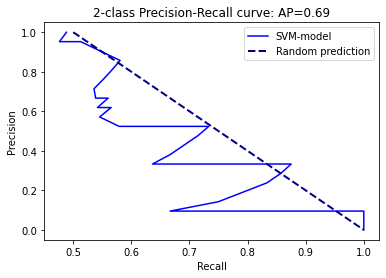 2-class Precision-Recall curve: AP=0.69
SVM-model
Random prediction
Precision
1.0
0.8
0.6
0.4
0.2
0.0
0.5 0.6 0.7 0.8 0.9 1.0
Recall